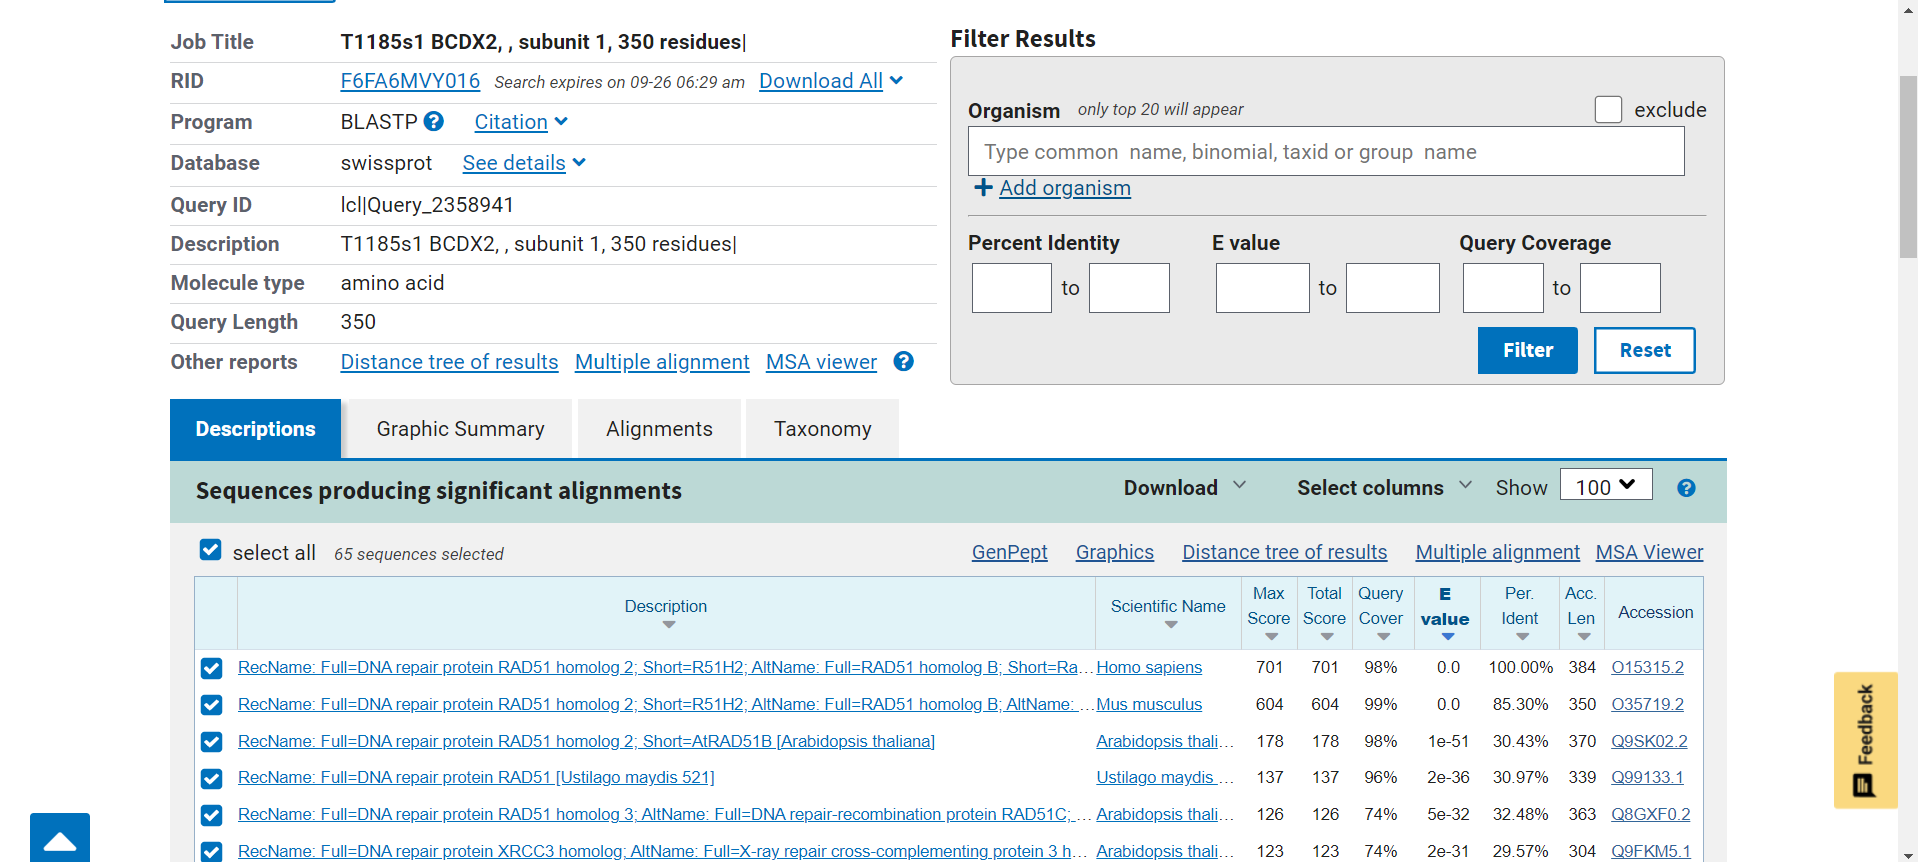 Job Title T1185s1 BCDX2, , subunit 1, 350 residues|
RID F6FA6MVY016 Search expires on 09-26 06:29 am Download All
Program BLASTP Citation
Database swissprot See details
Query ID lcl|Query_2358941
Description T1185s1 BCDX2, , subunit 1, 350 residues|
Molecule type amino acid
Query Length 350
Other reports Distance tree of results Multiple alignment MSA viewer
Filter Results
Organism only top 20 will appear exclude
Type common name, binomial, taxid or group name
Add organism
Percent Identity E value Query Coverage
to to to
Filter Reset
Descriptions Graphic Summary Alignments Taxonomy
Sequences producing significant alignments Download Select columns Show 100
select all 65 sequences selected GenPept Graphics Distance tree of results Multiple alignment MSA Viewer
Description Scientific Name Max Score Total Score Query Cover E value Per. Ident Acc. Len Accession
RecName: Full=DNA repair protein RAD51 homolog 2; Short=R51H2; AltName: Full=RAD51 homolog B; Short=Ra... Homo sapiens 701 701 98% 0.0 100.00% 384 O15315.2
RecName: Full=DNA repair protein RAD51 homolog 2; Short=R51H2; AltName: Full=RAD51 homolog B; AltName: ... Mus musculus 604 604 99% 0.0 85.30% 350 O35719.2
RecName: Full=DNA repair protein RAD51 homolog 2; Short=AtRAD51B [Arabidopsis thaliana] Arabidopsis thali... 178 178 98% 1e-51 30.43% 370 Q9SK02.2
RecName: Full=DNA repair protein RAD51 [Ustilago maydis 521] Ustilago maydis ... 137 137 96% 2e-36 30.97% 339 Q99133.1
RecName: Full=DNA repair protein RAD51 homolog 3; AltName: Full=DNA repair-recombination protein RAD51C; ... Arabidopsis thali... 126 126 74% 5e-32 32.48% 363 Q8GXF0.2
RecName: Full=DNA repair protein XRCC3 homolog; AltName: Full=X-ray repair cross-complementing protein 3 h... Arabidopsis thali... 123 123 74% 2e-31 29.57% 304 Q9FKM5.1
Feedback